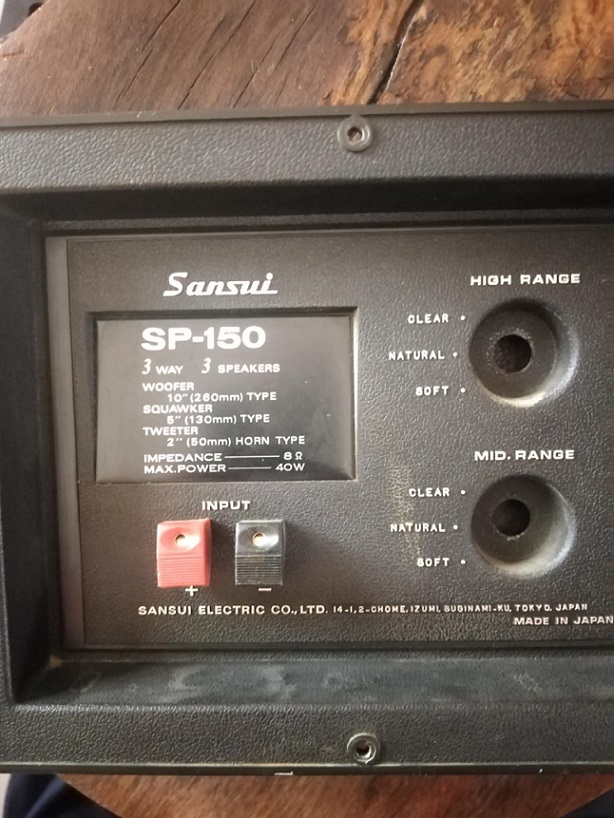 Sansui
SP-150
3 WAY 3 SPEAKERS
WOOFER
10" (260mm) TYPE
SQUAWKER
5" (130mm) TYPE
TWEETER
2" (50mm) HORN TYPE
IMPEDANCE 8Ω
MAX. POWER 40W
INPUT
+ −
HIGH RANGE
CLEAR
NATURAL
SOFT
MID. RANGE
CLEAR
NATURAL
SOFT
SANSUI ELECTRIC CO., LTD. 14-1, 2-CHOME, IZUMI, SUGINAMI-KU, TOKYO, JAPAN
MADE IN JAPAN